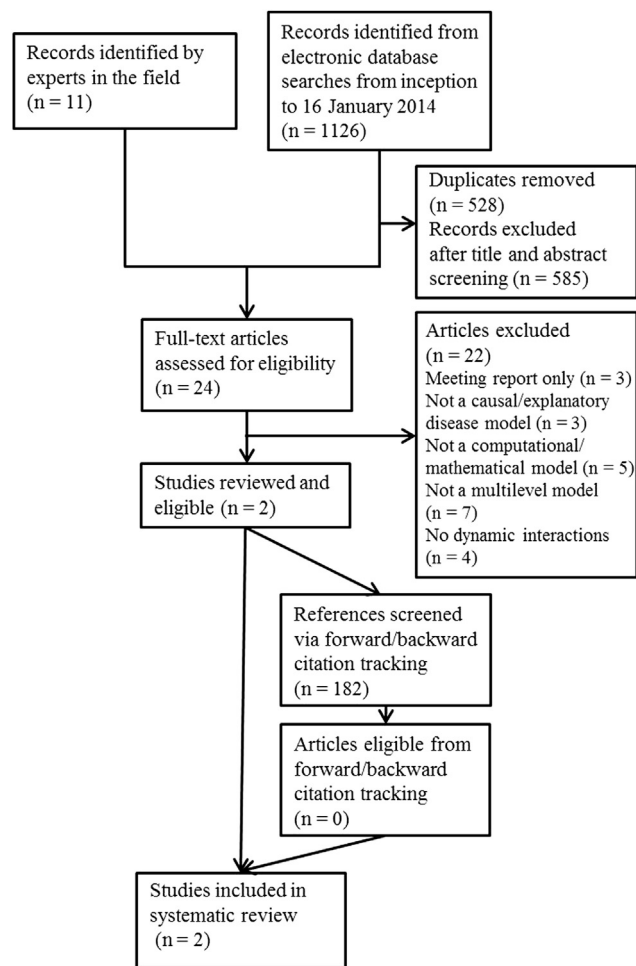 Records identified by
experts in the field
(n = 11)
Records identified from
electronic database
searches from inception
to 16 January 2014
(n = 1126)
Duplicates removed
(n = 528)
Records excluded
after title and abstract
screening (n = 585)
Full-text articles
assessed for eligibility
(n = 24)
Articles excluded
(n = 22)
Meeting report only (n = 3)
Not a causal/explanatory
disease model (n = 3)
Not a computational/
mathematical model (n = 5)
Not a multilevel model
(n = 7)
No dynamic interactions
(n = 4)
Studies reviewed and
eligible (n = 2)
References screened
via forward/backward
citation tracking
(n = 182)
Articles eligible from
forward/backward
citation tracking
(n = 0)
Studies included in
systematic review
(n = 2)